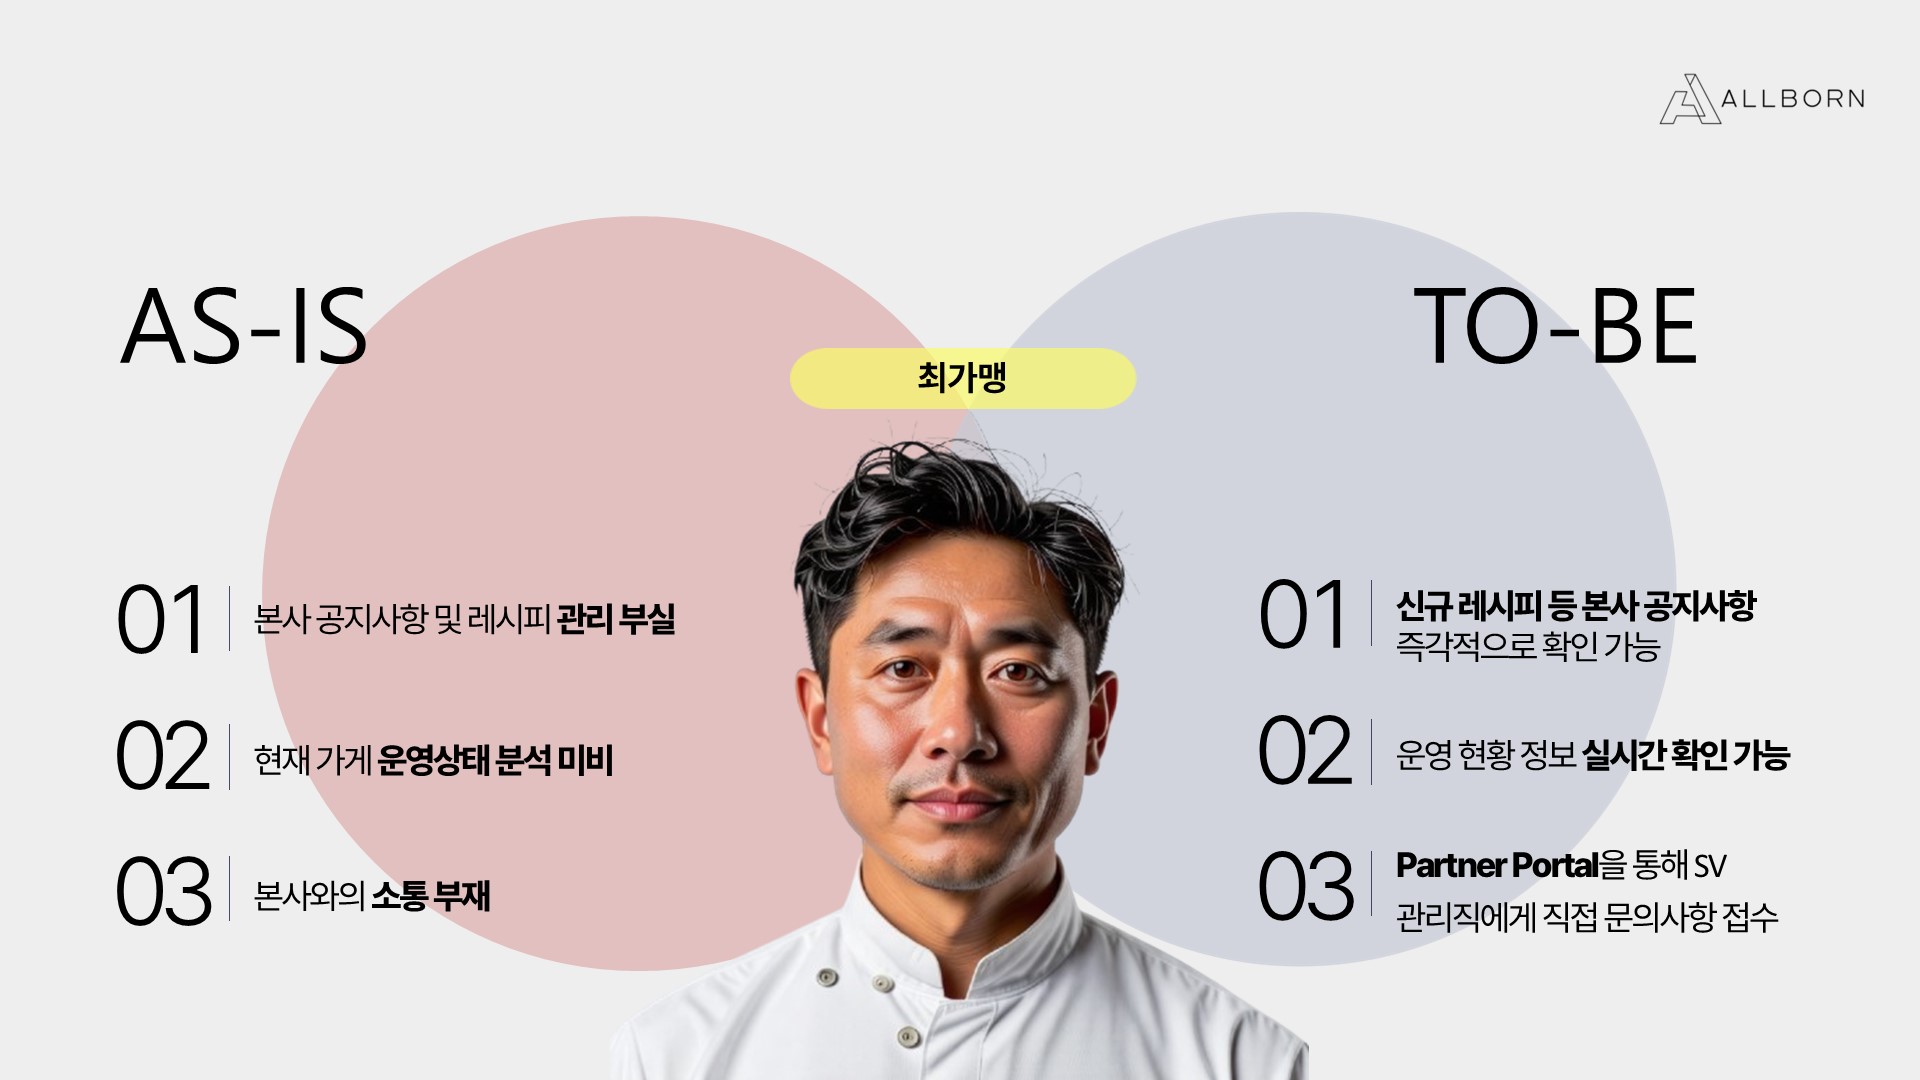 ALLBORN
AS-IS
TO-BE
최가맹
01
본사 공지사항 및 레시피 관리 부실
02
현재 가게 운영상태 분석 미비
03
본사와의 소통 부재
01
신규 레시피 등 본사 공지사항
즉각적으로 확인 가능
02
운영 현황 정보 실시간 확인 가능
03
Partner Portal을 통해 SV
관리직에게 직접 문의사항 접수